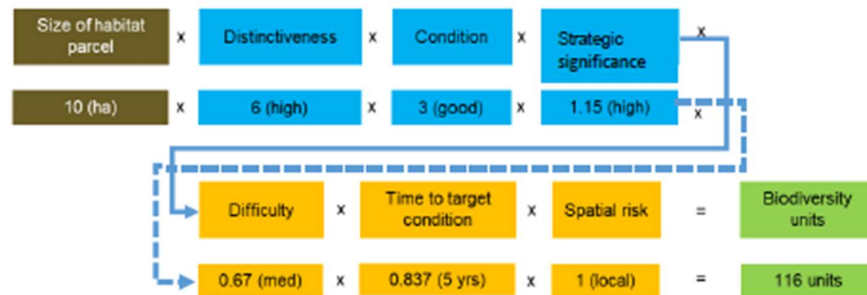 Size of habitat parcel x Distinctiveness x Condition x Strategic significance x
10 (ha) x 6 (high) x 3 (good) x 1.15 (high) x
Difficulty x Time to target condition x Spatial risk = Biodiversity units
0.67 (med) x 0.837 (5 yrs) x 1 (local) = 116 units